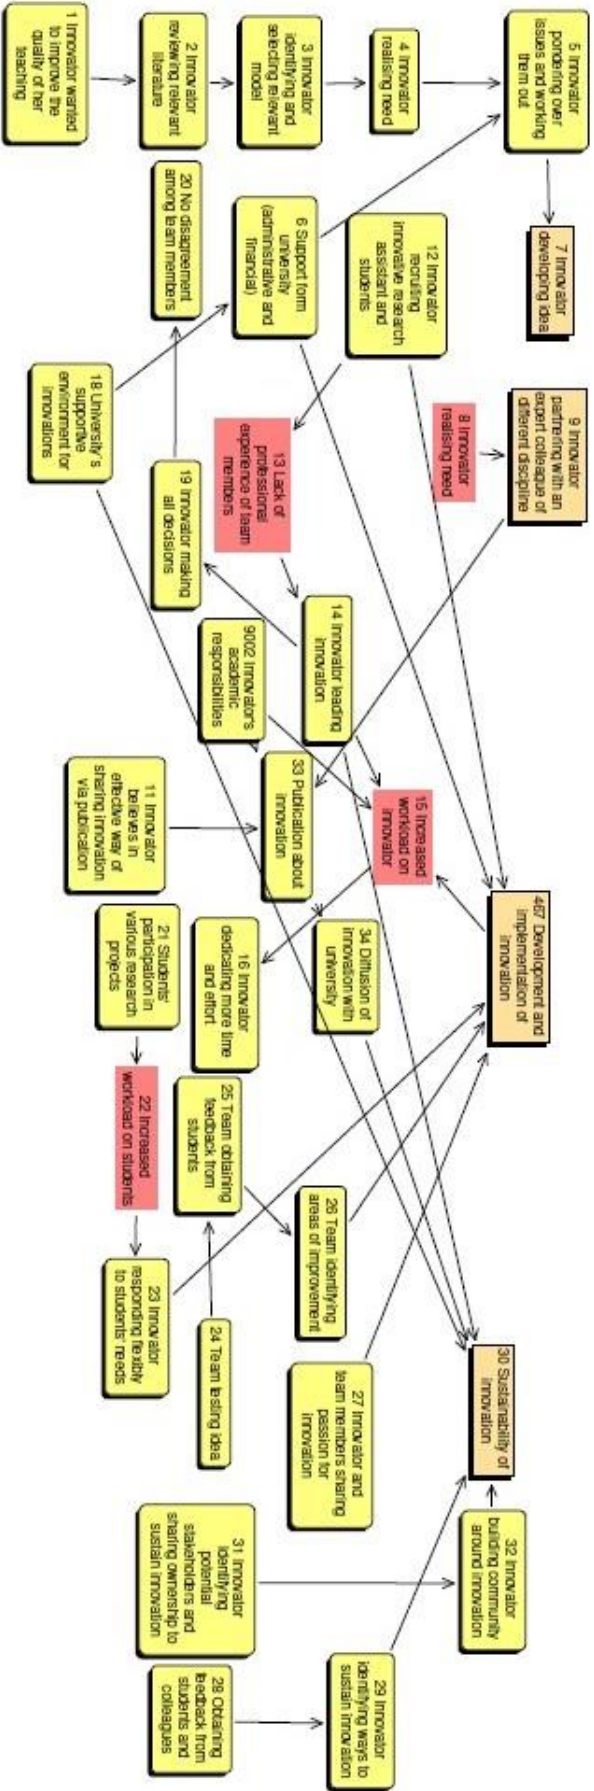 1 Innovator wanted
to improve the
quality of her
teaching
2 Innovator
reviewing relevant
literature
3 Innovator
identifying and
selecting relevant
model
4 Innovator
realising need
5 Innovator
pondering over
issues and working
them out
7 Innovator
developing idea
20 No disagreement
among team members
6 Support form
university
(administrative and
financial)
12 Innovator
recruiting
innovative research
assistant and
students
18 University's
supportive
environment for
innovations
19 Innovator making
all decisions
13 Lack of
professional
experience of team
members
8 Innovator
realising need
9 Innovator
partnering with an
expert colleague of
different discipline
14 Innovator leading
innovation
9002 Innovator's
academic
responsibilities
11 Innovator
believes in
effective way of
sharing innovation
via publication
33 Publication about
innovation
15 Increased
workload on
innovator
467 Development and
implementation of
innovation
21 Students'
participation in
various research
projects
16 Innovator
dedicating more time
and effort
34 Diffusion of
innovation with
university
22 Increased
workload on students
25 Team obtaining
feedback from
students
26 Team identifying
areas of improvement
23 Innovator
responding flexibly
to students' needs
24 Team testing idea
27 Innovator and
team members sharing
passion for
innovation
30 Sustainability of
innovation
31 Innovator
identifying
potential
stakeholders and
sharing ownership to
sustain innovation
32 Innovator
building community
around innovation
28 Obtaining
feedback from
students and
colleagues
29 Innovator
identifying ways to
sustain innovation